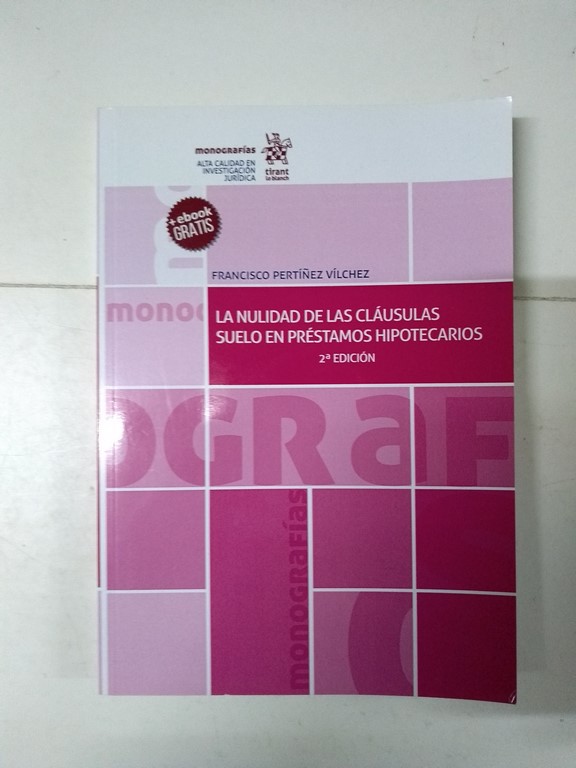 monografías
ALTA CALIDAD EN
INVESTIGACIÓN
JURÍDICA
tirant
lo blanch
+ebook
GRATIS
FRANCISCO PERTÍÑEZ VÍLCHEZ
monog
LA NULIDAD DE LAS CLÁUSULAS
SUELO EN PRÉSTAMOS HIPOTECARIOS
2ª EDICIÓN
OGRAF
monografías